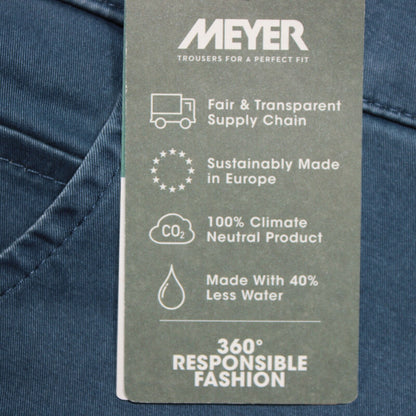 MEYER
TROUSERS FOR A PERFECT FIT
Fair & Transparent
Supply Chain
Sustainably Made
in Europe
CO₂
100% Climate
Neutral Product
Made With 40%
Less Water
360°
RESPONSIBLE
FASHION